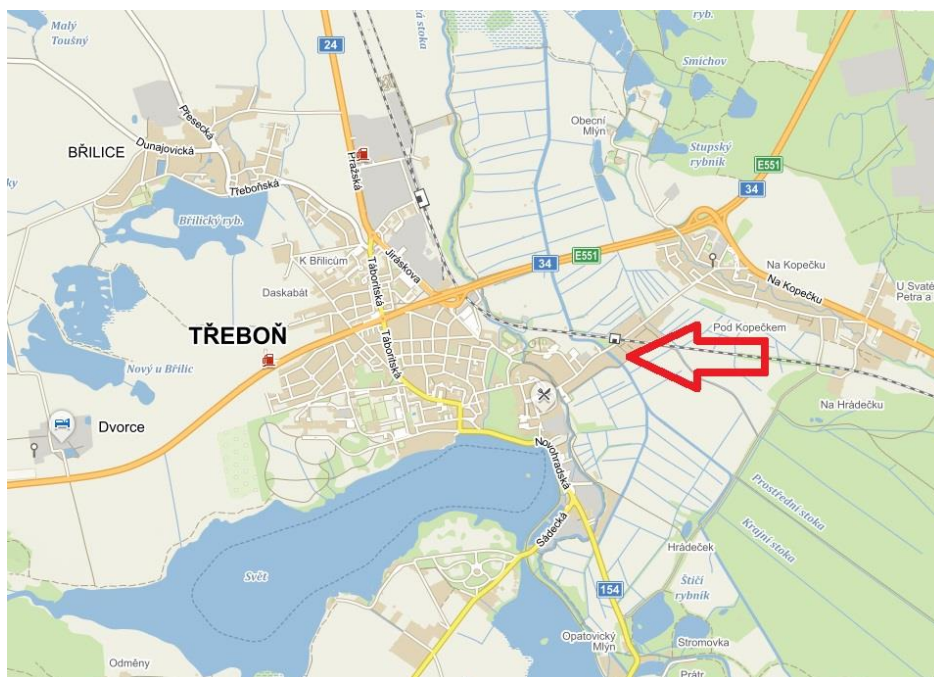 Malý
Toušný
24
ryb.
Smíchov
Přesecká
BŘILICE
Dunajovická
Pražská
Obecní
Mlýn
Stupský
rybník
Třeboňská
E551
34
Břilický ryb.
K Břilicům
Jiráskova
E551
34
Na Kopečku
Na Kopečku
Daskabát
Táboritská
U Svaté
Petra a
TŘEBOŇ
Pod Kopečkem
Táboritská
Nový u Břilic
Na Hrádečku
Dvorce
Novohradská
Prostřední stoka
Sádecká
Krajní stoka
Hrádeček
Svět
154
Štičí
rybník
Opatovický
Mlýn
Stromovka
Odměny
Prátr